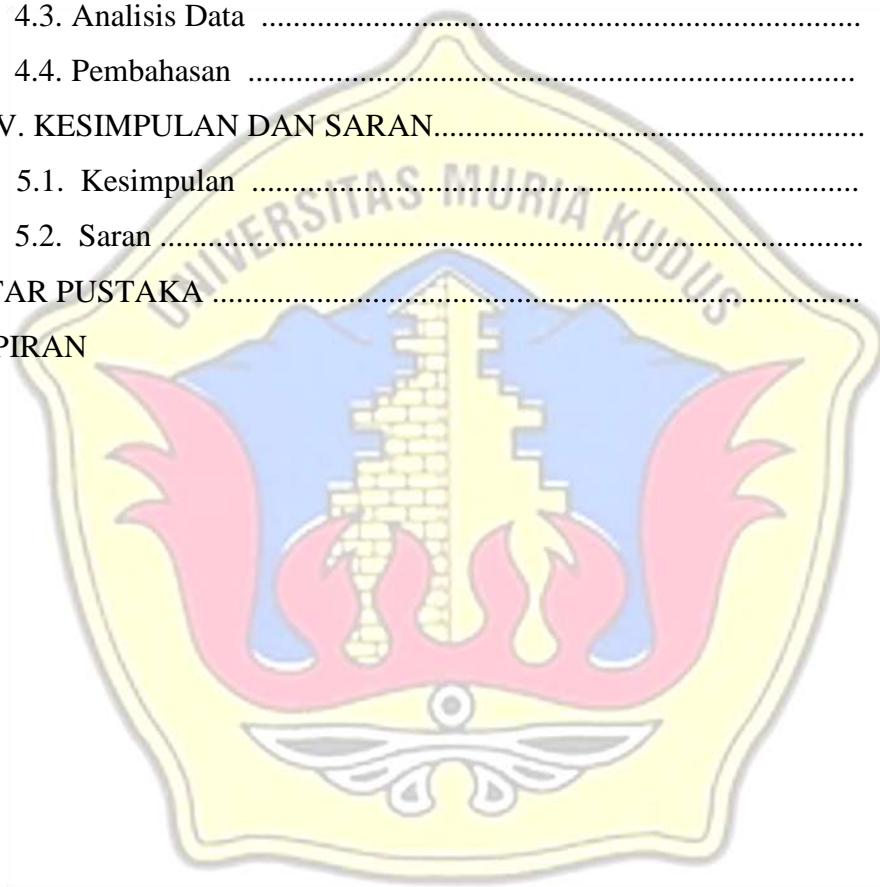 4.3. Analisis Data ..........................................................................
4.4. Pembahasan ..........................................................................
V. KESIMPULAN DAN SARAN....................................................
5.1. Kesimpulan ..........................................................................
5.2. Saran .....................................................................................
TAR PUSTAKA ..............................................................................
PIRAN
UNIVERSITAS MURIA KUDUS